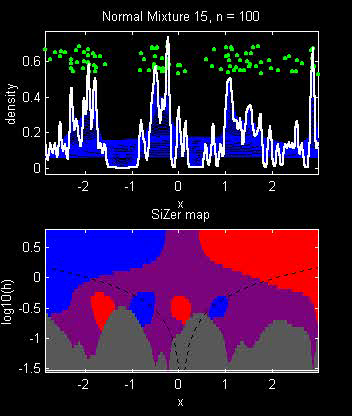 Normal Mixture 15, n = 100
density
0.6
0.4
0.2
0
-2 -1 0 1 2
x
SiZer map
log10(h)
0.5
0
-0.5
-1
-1.5
-2 -1 0 1 2
x